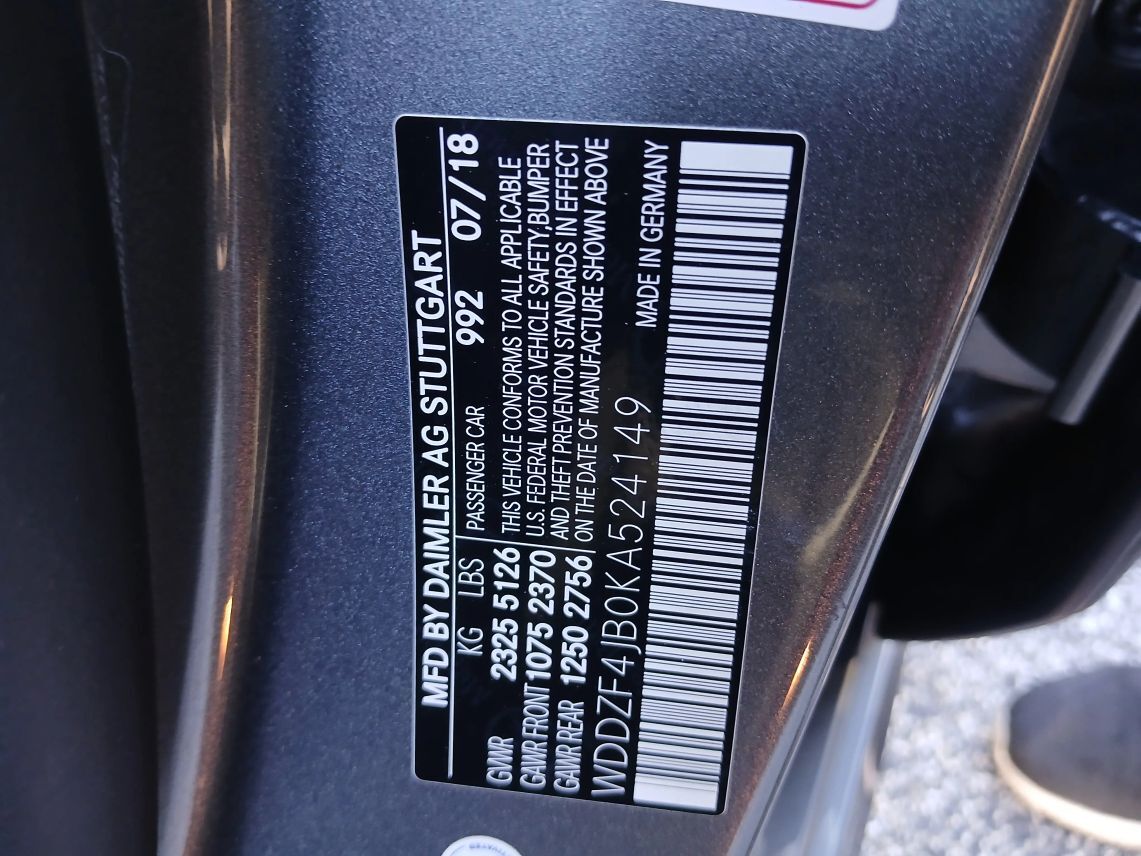 MFD BY DAIMLER AG STUTTGART
KG LBS PASSENGER CAR 992 07/18
GVWR 2325 5126 THIS VEHICLE CONFORMS TO ALL APPLICABLE
GAWR FRONT 1075 2370 U.S. FEDERAL MOTOR VEHICLE SAFETY,BUMPER
GAWR REAR 1250 2756 AND THEFT PREVENTION STANDARDS IN EFFECT
ON THE DATE OF MANUFACTURE SHOWN ABOVE
WDDZF4JB0KA524149 MADE IN GERMANY